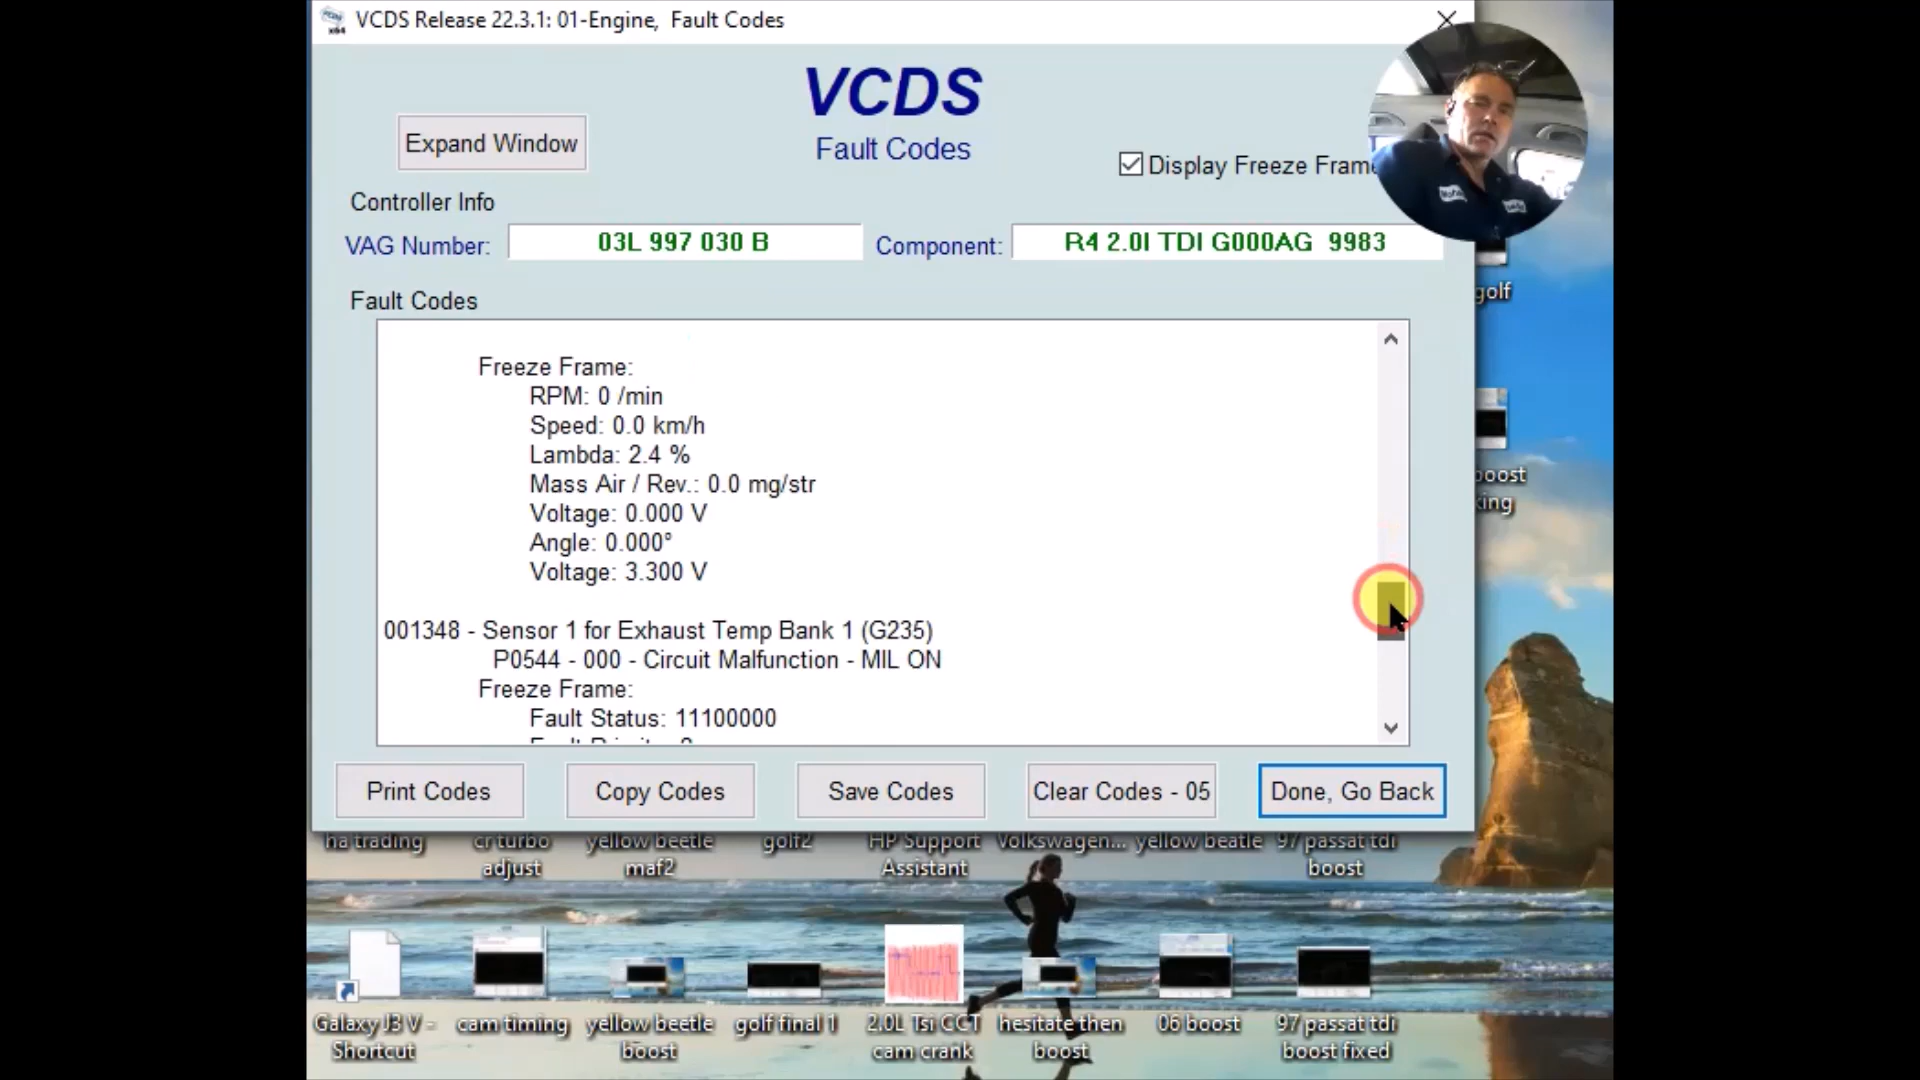 VCDS Release 22.3.1: 01-Engine, Fault Codes
VCDS
Fault Codes
Expand Window
Display Freeze Frame
Controller Info
VAG Number: 03L 997 030 B Component: R4 2.0l TDI G000AG 9983
Fault Codes
Freeze Frame:
RPM: 0 /min
Speed: 0.0 km/h
Lambda: 2.4 %
Mass Air / Rev.: 0.0 mg/str
Voltage: 0.000 V
Angle: 0.000°
Voltage: 3.300 V
001348 - Sensor 1 for Exhaust Temp Bank 1 (G235)
P0544 - 000 - Circuit Malfunction - MIL ON
Freeze Frame:
Fault Status: 11100000
Print Codes
Copy Codes
Save Codes
Clear Codes - 05
Done, Go Back
golf
boost
ha trading
cr turbo
adjust
yellow beetle
maf2
golf2
HP Support
Assistant
Volkswagen...
yellow beatle
97 passat tdi
boost
Galaxy J3 V -
Shortcut
cam timing
yellow beetle
boost
golf final 1
2.0L Tsi CCT
cam crank
hesitate then
boost
06 boost
97 passat tdi
boost fixed